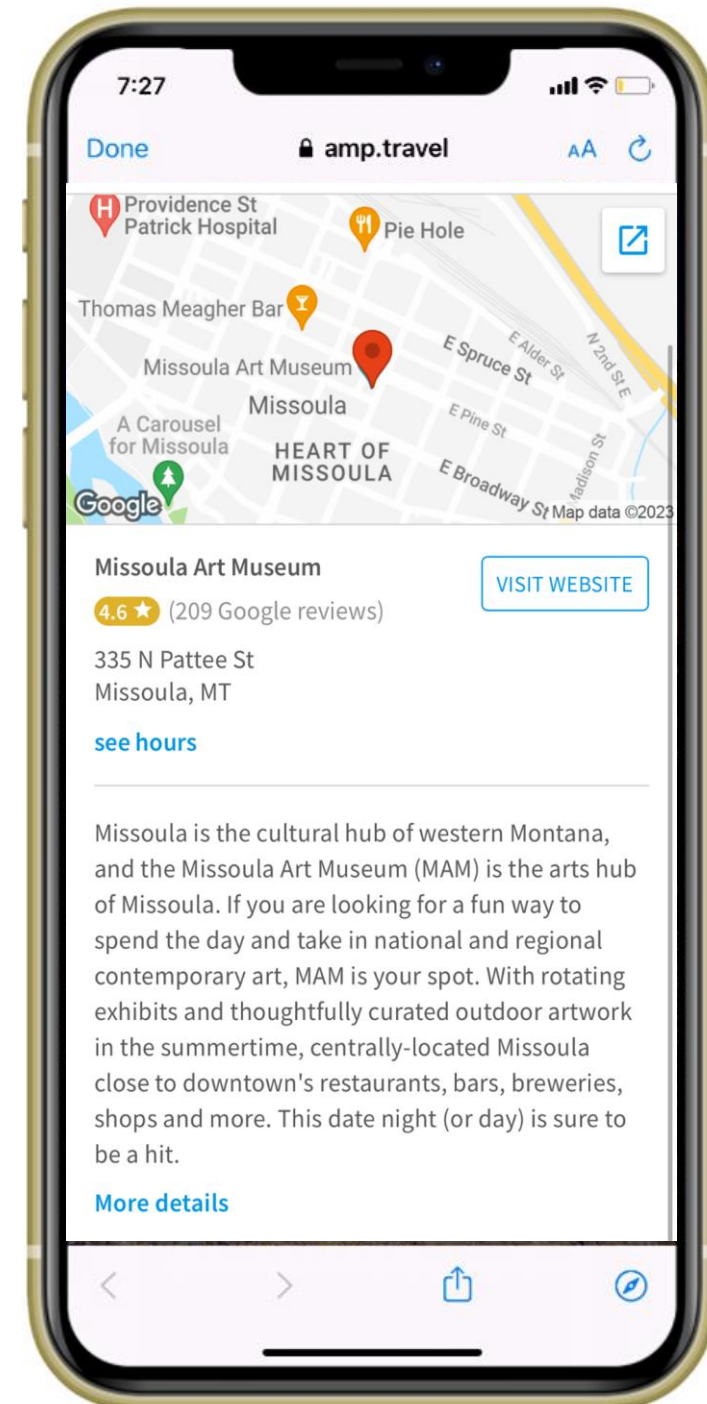 7:27
Done
amp.travel
AA
H
Providence St
Patrick Hospital
Pie Hole
Thomas Meagher Bar
Missoula Art Museum
Missoula
A Carousel
for Missoula
HEART OF
MISSOULA
E Spruce St
E Alder St
N 2nd St E
E Pine St
E Broadway St
Madison St
Google
Map data ©2023
Missoula Art Museum
VISIT WEBSITE
4.6 ★ (209 Google reviews)
335 N Pattee St
Missoula, MT
see hours
Missoula is the cultural hub of western Montana,
and the Missoula Art Museum (MAM) is the arts hub
of Missoula. If you are looking for a fun way to
spend the day and take in national and regional
contemporary art, MAM is your spot. With rotating
exhibits and thoughtfully curated outdoor artwork
in the summertime, centrally-located Missoula
close to downtown's restaurants, bars, breweries,
shops and more. This date night (or day) is sure to
be a hit.
More details